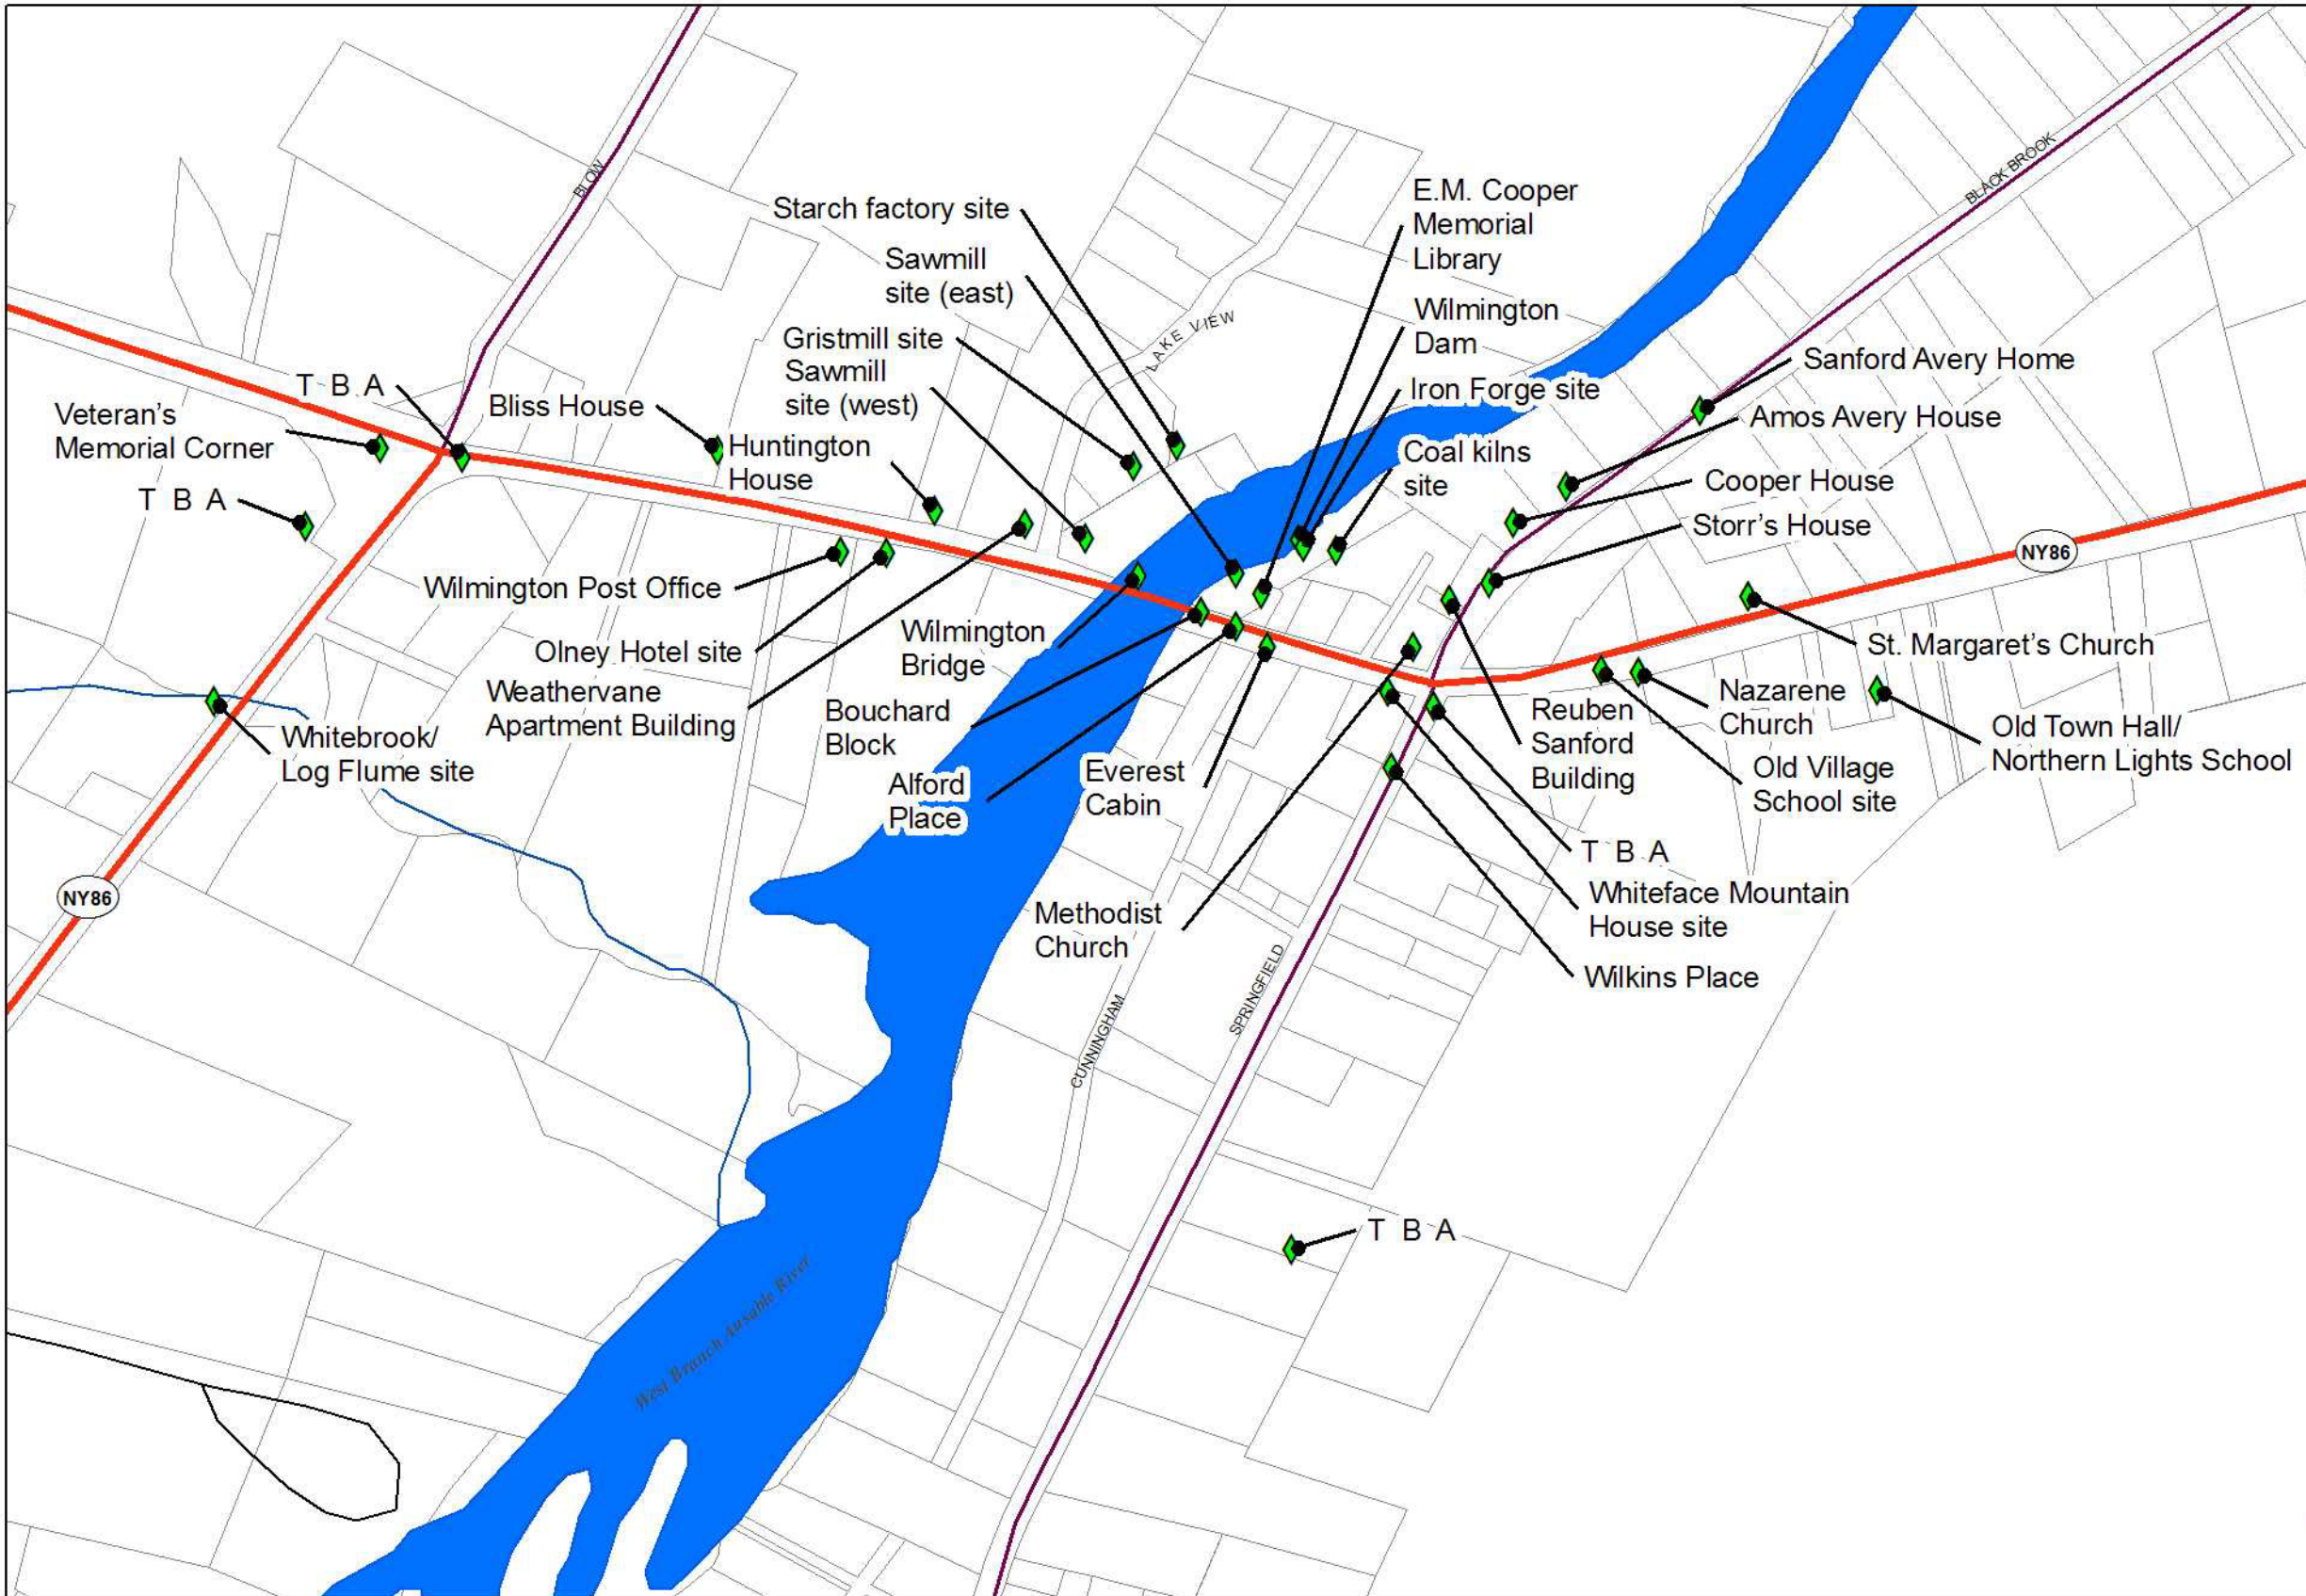 BLOW
BLACK BROOK
E.M. Cooper
Memorial
Library
Starch factory site
Sawmill
site (east)
Wilmington
Dam
LAKE VIEW
Gristmill site
Sawmill
site (west)
Sanford Avery Home
T B A
Iron Forge site
Bliss House
Veteran's
Memorial Corner
Amos Avery House
Huntington
House
Coal kilns
site
Cooper House
T B A
Storr's House
NY86
Wilmington Post Office
Wilmington
Bridge
St. Margaret's Church
Olney Hotel site
Weathervane
Apartment Building
Nazarene
Church
Bouchard
Block
Reuben
Sanford
Building
Old Town Hall/
Northern Lights School
Whitebrook/
Log Flume site
Old Village
School site
Everest
Cabin
Alford
Place
T B A
NY86
Whiteface Mountain
House site
Methodist
Church
Wilkins Place
SPRINGFIELD
CUNNINGHAM
T B A
West Branch Ausable River